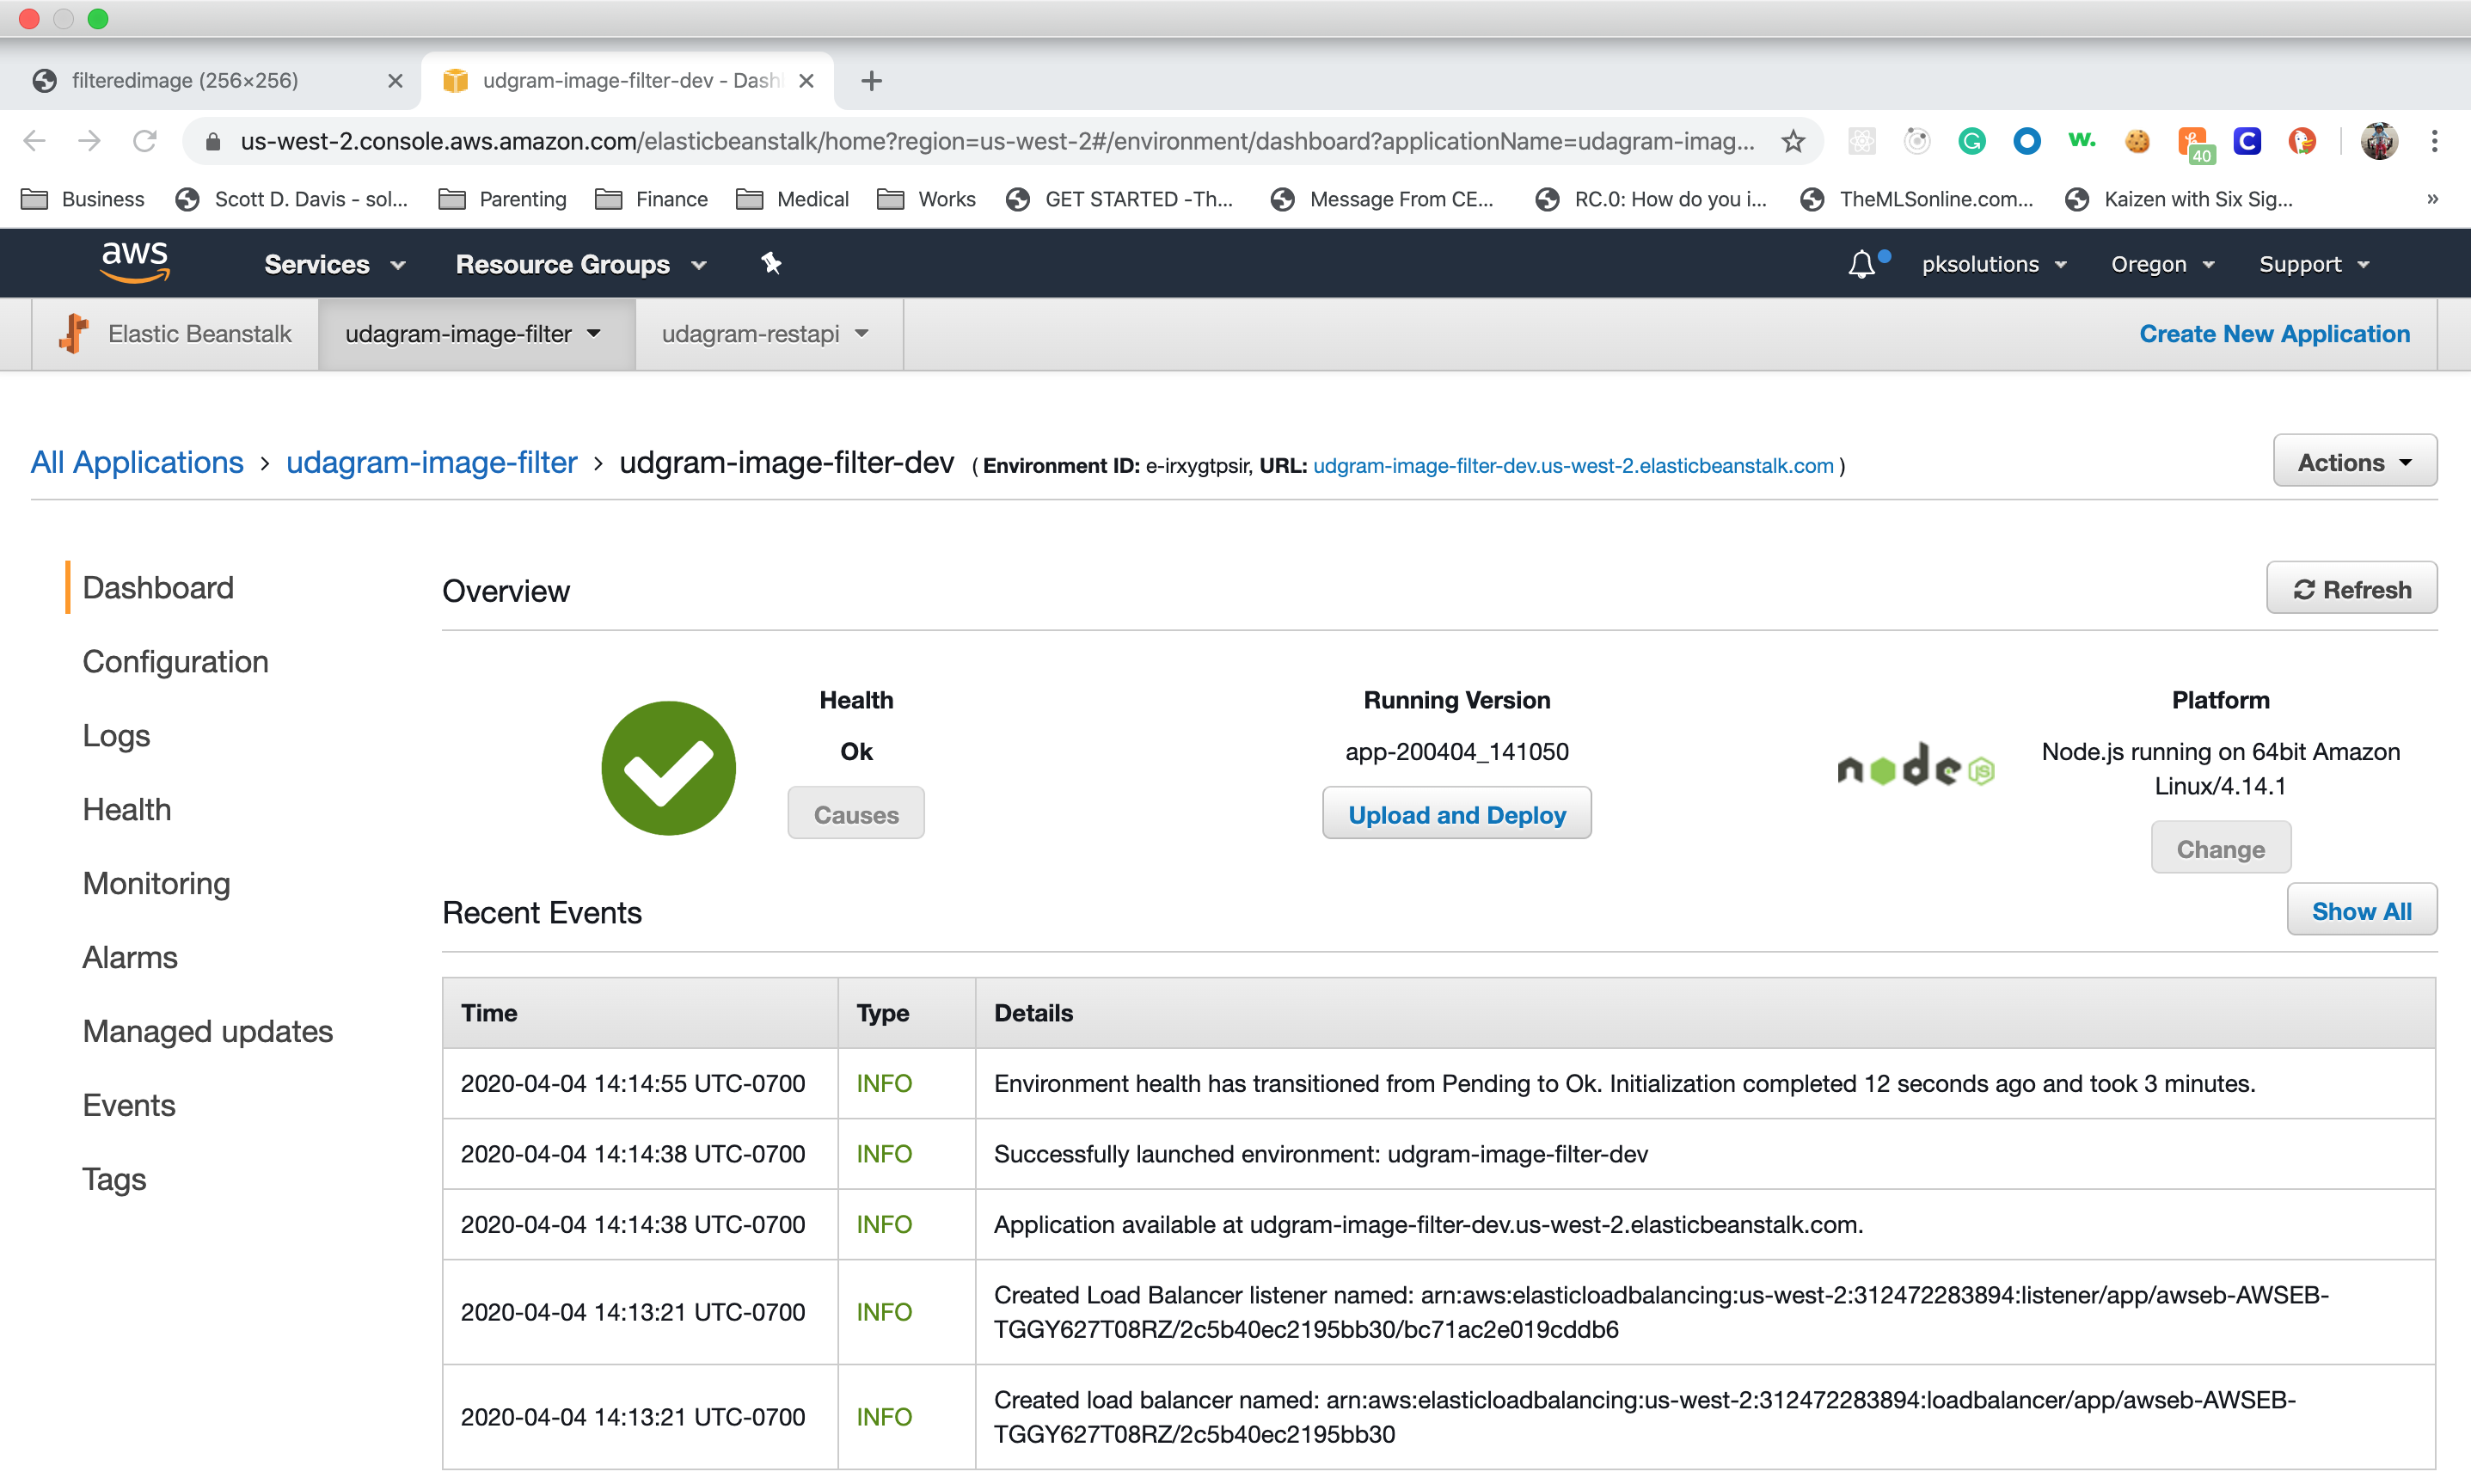 filteredimage (256×256)
udgram-image-filter-dev - Dash
us-west-2.console.aws.amazon.com/elasticbeanstalk/home?region=us-west-2#/environment/dashboard?applicationName=udagram-imag...
40
Business
Scott D. Davis - sol...
Parenting
Finance
Medical
Works
GET STARTED -Th...
Message From CE...
RC.0: How do you i...
TheMLSonline.com...
Kaizen with Six Sig...
»
aws
Services
Resource Groups
pksolutions
Oregon
Support
Elastic Beanstalk
udagram-image-filter
udagram-restapi
Create New Application
All Applications > udagram-image-filter > udgram-image-filter-dev ( Environment ID: e-irxygtpsir, URL: udgram-image-filter-dev.us-west-2.elasticbeanstalk.com )
Actions
Dashboard
Configuration
Logs
Health
Monitoring
Alarms
Managed updates
Events
Tags
Overview
Refresh
Health
Ok
Causes
Running Version
app-200404_141050
Upload and Deploy
node JS
Platform
Node.js running on 64bit Amazon
Linux/4.14.1
Change
Recent Events
Show All
Time Type Details
2020-04-04 14:14:55 UTC-0700 INFO Environment health has transitioned from Pending to Ok. Initialization completed 12 seconds ago and took 3 minutes.
2020-04-04 14:14:38 UTC-0700 INFO Successfully launched environment: udgram-image-filter-dev
2020-04-04 14:14:38 UTC-0700 INFO Application available at udgram-image-filter-dev.us-west-2.elasticbeanstalk.com.
2020-04-04 14:13:21 UTC-0700 INFO Created Load Balancer listener named: arn:aws:elasticloadbalancing:us-west-2:312472283894:listener/app/awseb-AWSEB-
TGGY627T08RZ/2c5b40ec2195bb30/bc71ac2e019cddb6
2020-04-04 14:13:21 UTC-0700 INFO Created load balancer named: arn:aws:elasticloadbalancing:us-west-2:312472283894:loadbalancer/app/awseb-AWSEB-
TGGY627T08RZ/2c5b40ec2195bb30